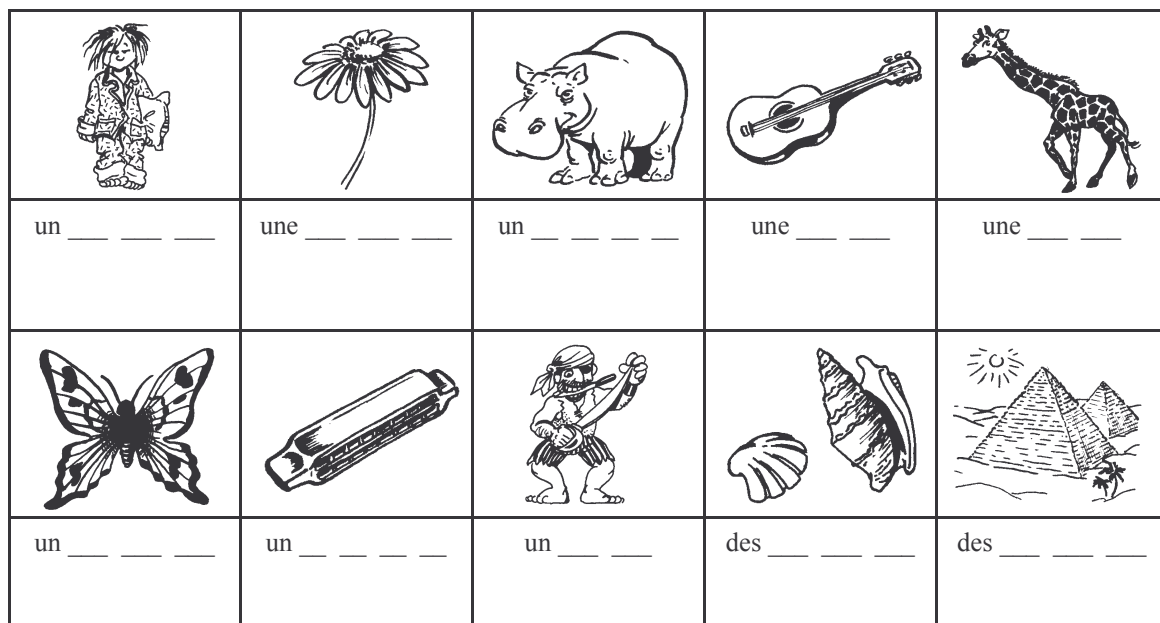 un ___ ___ ___
une ___ ___ ___
un __ __ __ __
une ___ ___
une ___ ___
un ___ ___ ___
un __ __ __ __
un ___ ___
des ___ ___ ___
des ___ ___ ___